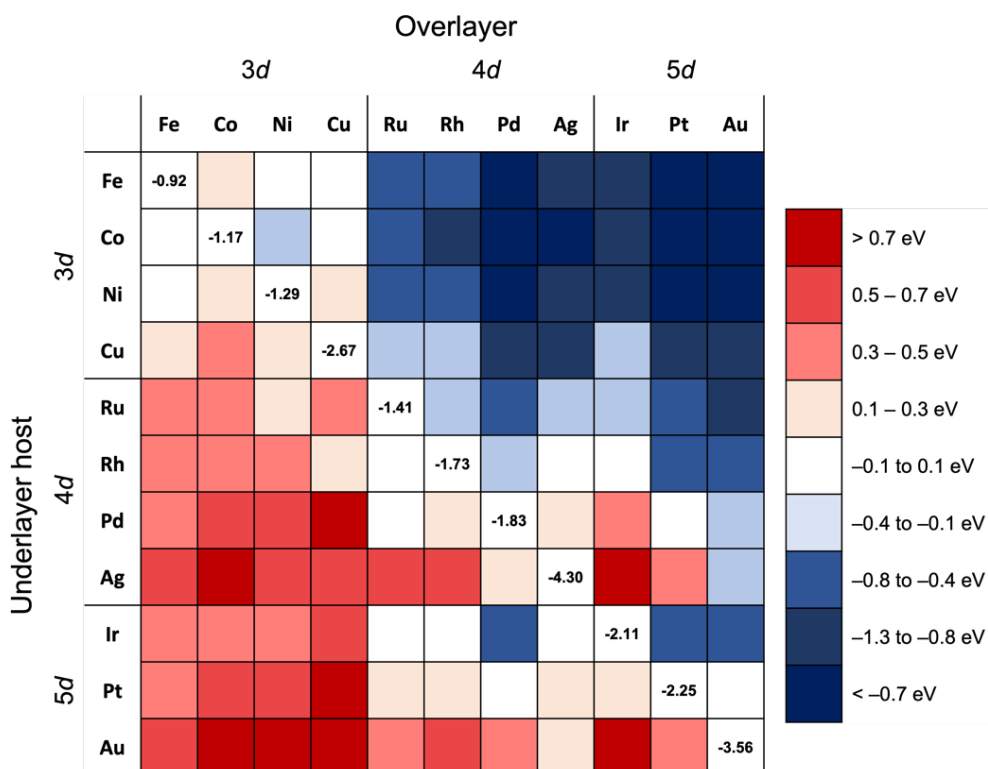 Overlayer
3d 4d 5d
Fe Co Ni Cu Ru Rh Pd Ag Ir Pt Au
Underlayer host
3d
Fe -0.92
Co -1.17
Ni -1.29
Cu -2.67
4d
Ru -1.41
Rh -1.73
Pd -1.83
Ag -4.30
5d
Ir -2.11
Pt -2.25
Au -3.56
> 0.7 eV
0.5 – 0.7 eV
0.3 – 0.5 eV
0.1 – 0.3 eV
–0.1 to 0.1 eV
–0.4 to –0.1 eV
–0.8 to –0.4 eV
–1.3 to –0.8 eV
< –0.7 eV